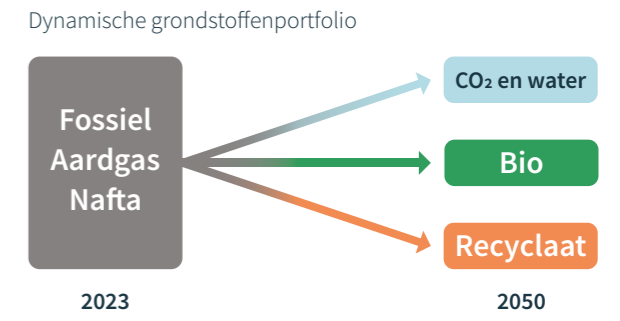 Dynamische grondstoffenportfolio
Fossiel
Aardgas
Nafta
CO₂ en water
Bio
Recyclaat
2023
2050